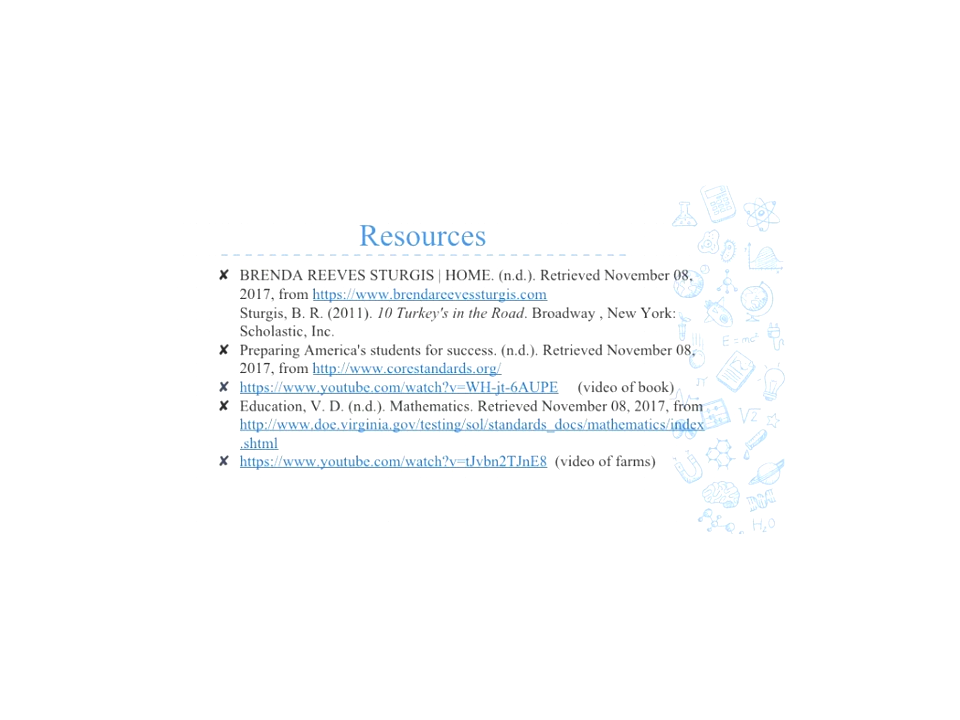 Resources
✘ BRENDA REEVES STURGIS | HOME. (n.d.). Retrieved November 08,
2017, from https://www.brendareevessturgis.com
Sturgis, B. R. (2011). 10 Turkey's in the Road. Broadway , New York:
Scholastic, Inc.
✘ Preparing America's students for success. (n.d.). Retrieved November 08,
2017, from http://www.corestandards.org/
✘ https://www.youtube.com/watch?v=WH-jt-6AUPE (video of book)
✘ Education, V. D. (n.d.). Mathematics. Retrieved November 08, 2017, from
http://www.doe.virginia.gov/testing/sol/standards_docs/mathematics/index
.shtml
✘ https://www.youtube.com/watch?v=tJvbn2TJnE8 (video of farms)
E=mc²
√2
H₂O